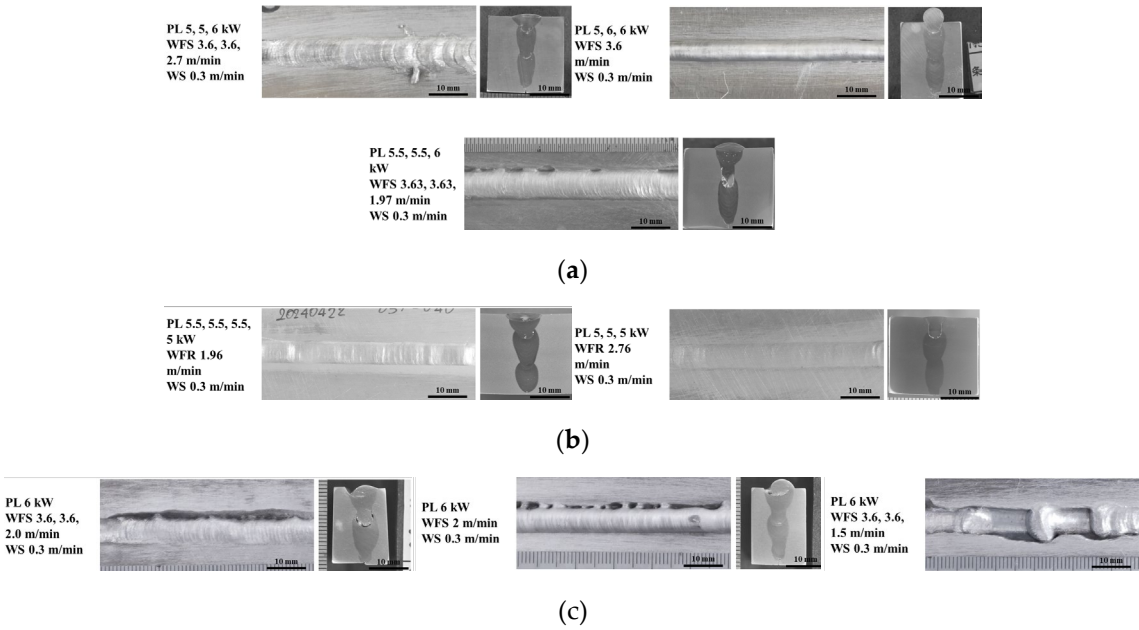 PL 5, 5, 6 kW
WFS 3.6, 3.6,
2.7 m/min
WS 0.3 m/min
10 mm
10 mm
PL 5, 6, 6 kW
WFS 3.6
m/min
WS 0.3 m/min
10 mm
10 mm
PL 5.5, 5.5, 6
kW
WFS 3.63, 3.63,
1.97 m/min
WS 0.3 m/min
10 mm
10 mm
(a)
PL 5.5, 5.5, 5.5,
5 kW
WFR 1.96
m/min
WS 0.3 m/min
20240422
10 mm
10 mm
PL 5, 5, 5 kW
WFR 2.76
m/min
WS 0.3 m/min
10 mm
10 mm
(b)
PL 6 kW
WFS 3.6, 3.6,
2.0 m/min
WS 0.3 m/min
10 mm
10 mm
PL 6 kW
WFS 2 m/min
WS 0.3 m/min
10 mm
10 mm
PL 6 kW
WFS 3.6, 3.6,
1.5 m/min
WS 0.3 m/min
10 mm
(c)